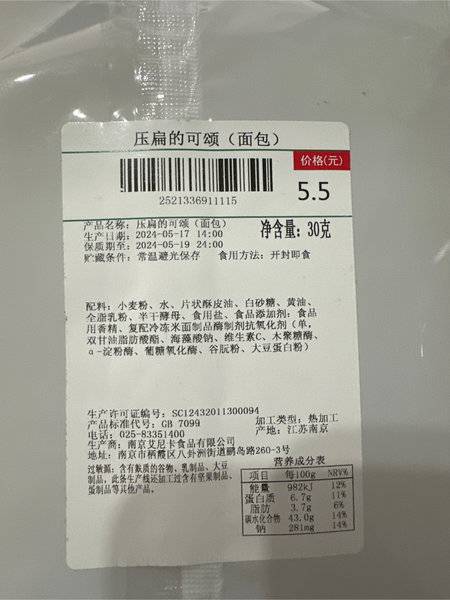 压扁的可颂（面包）
2521336911115
价格(元)
5.5
产品名称：压扁的可颂（面包）
生产日期：2024-05-17 14:00
保质期至：2024-05-19 24:00
净含量：30克
贮藏条件：常温避光保存 食用方法：开封即食
配料：小麦粉、水、片状酥皮油、白砂糖、黄油、
全脂乳粉、半干酵母、食用盐、食品添加剂：食品
用香精、复配冷冻米面制品酶制剂抗氧化剂（单，
双甘油脂肪酸酯、海藻酸钠、维生素C、木聚糖酶、
α-淀粉酶、葡糖氧化酶、谷朊粉、大豆蛋白粉）
生产许可证编号：SC12432011300094
产品标准代号：GB 7099 加工类型：热加工
电话：025-83351400 产地：江苏南京
生产商：南京艾尼卡食品有限公司
地址：南京市栖霞区八卦洲街道鹂岛路260-3号
过敏源：含有麸质的谷物、乳制品、大豆
制品，此条生产线还加工过含有坚果制品、
蛋制品等其他产品。
营养成分表
项目 每100g NRV%
能量 982kJ 12%
蛋白质 6.7g 11%
脂肪 3.7g 6%
碳水化合物 43.0g 14%
钠 281mg 14%